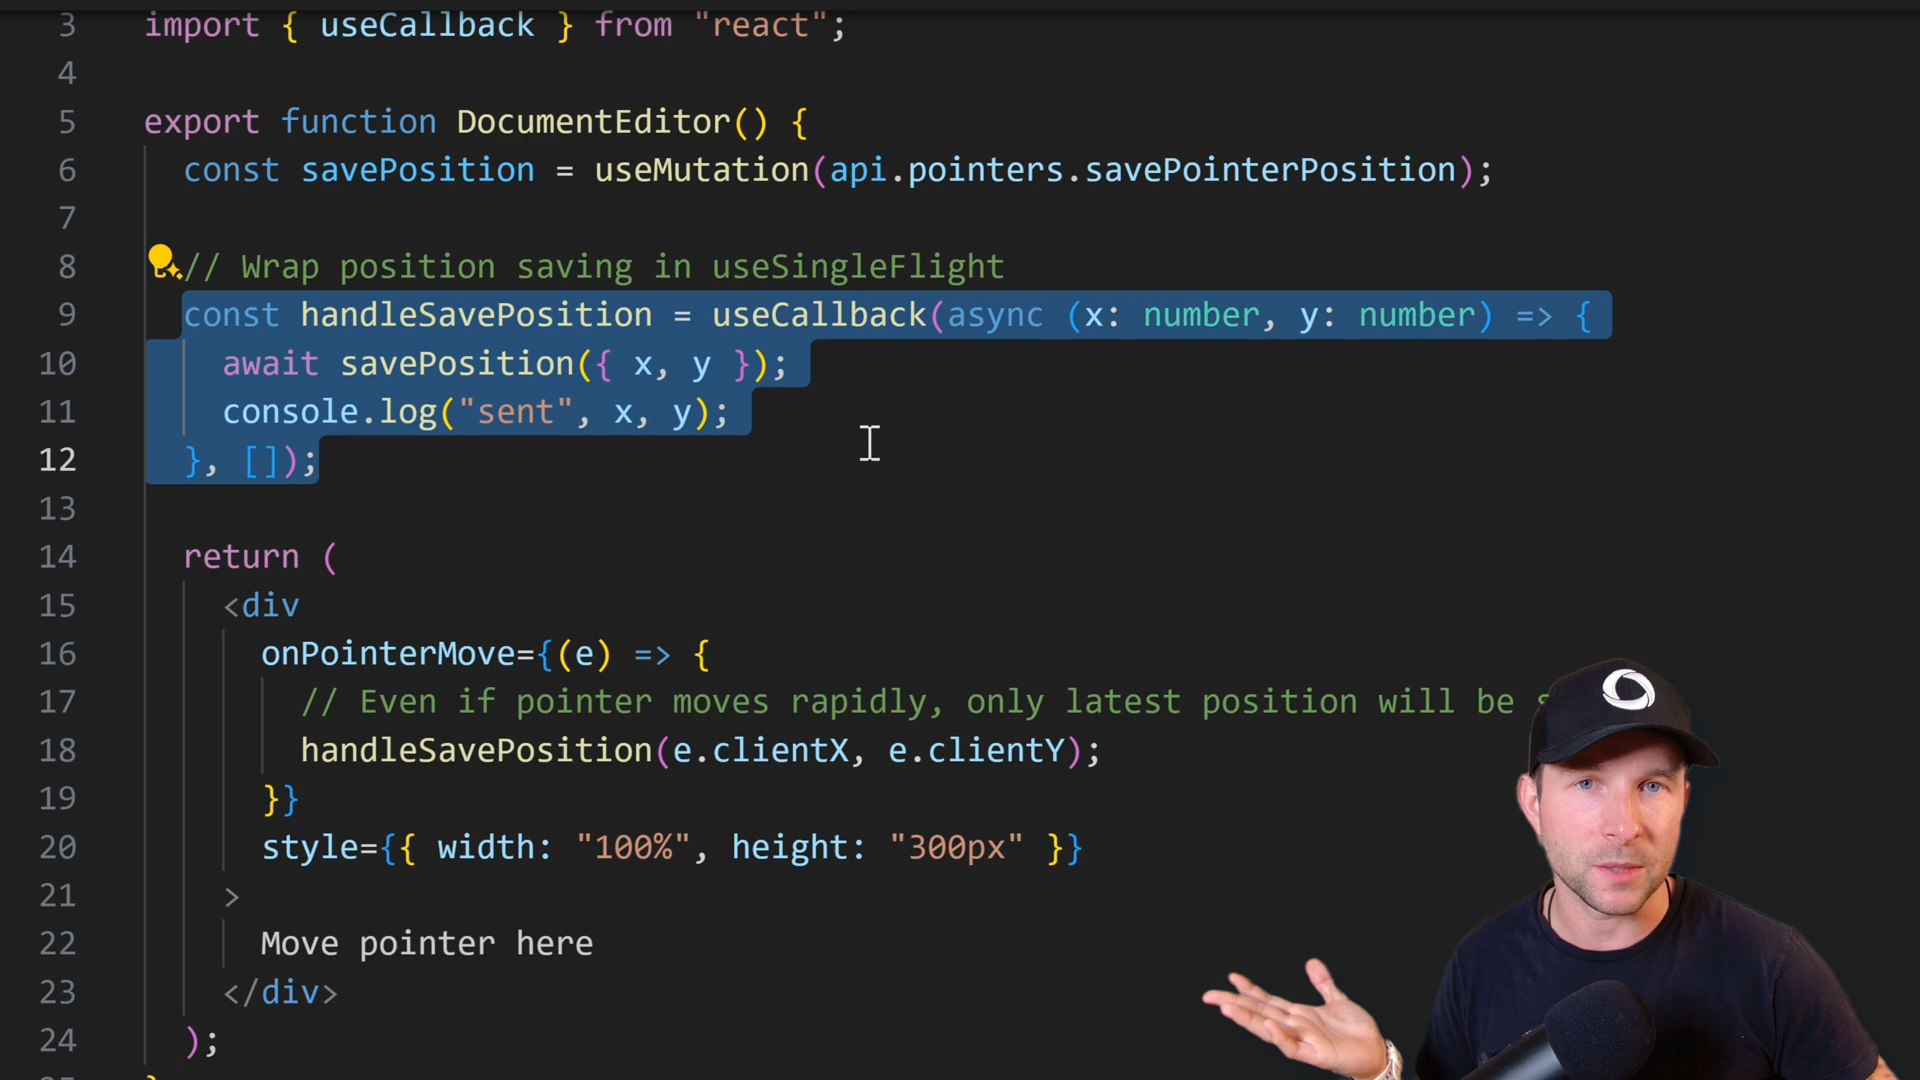 3 import { useCallback } from "react";
4
5 export function DocumentEditor() {
6 const savePosition = useMutation(api.pointers.savePointerPosition);
7
8 // Wrap position saving in useSingleFlight
9 const handleSavePosition = useCallback(async (x: number, y: number) => {
10 await savePosition({ x, y });
11 console.log("sent", x, y);
12 }, []);
13
14 return (
15 <div
16 onPointerMove={(e) => {
17 // Even if pointer moves rapidly, only latest position will be
18 handleSavePosition(e.clientX, e.clientY);
19 }}
20 style={{ width: "100%", height: "300px" }}
21 >
22 Move pointer here
23 </div>
24 );